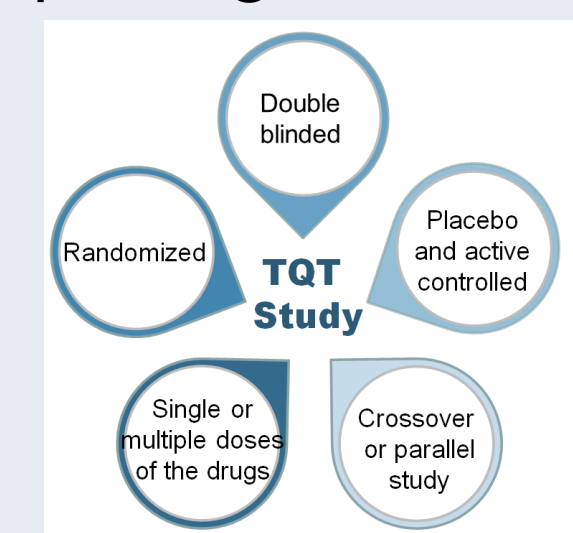 Double
blinded
Randomized
Placebo
and active
controlled
TQT
Study
Single or
multiple doses
of the drugs
Crossover
or parallel
study